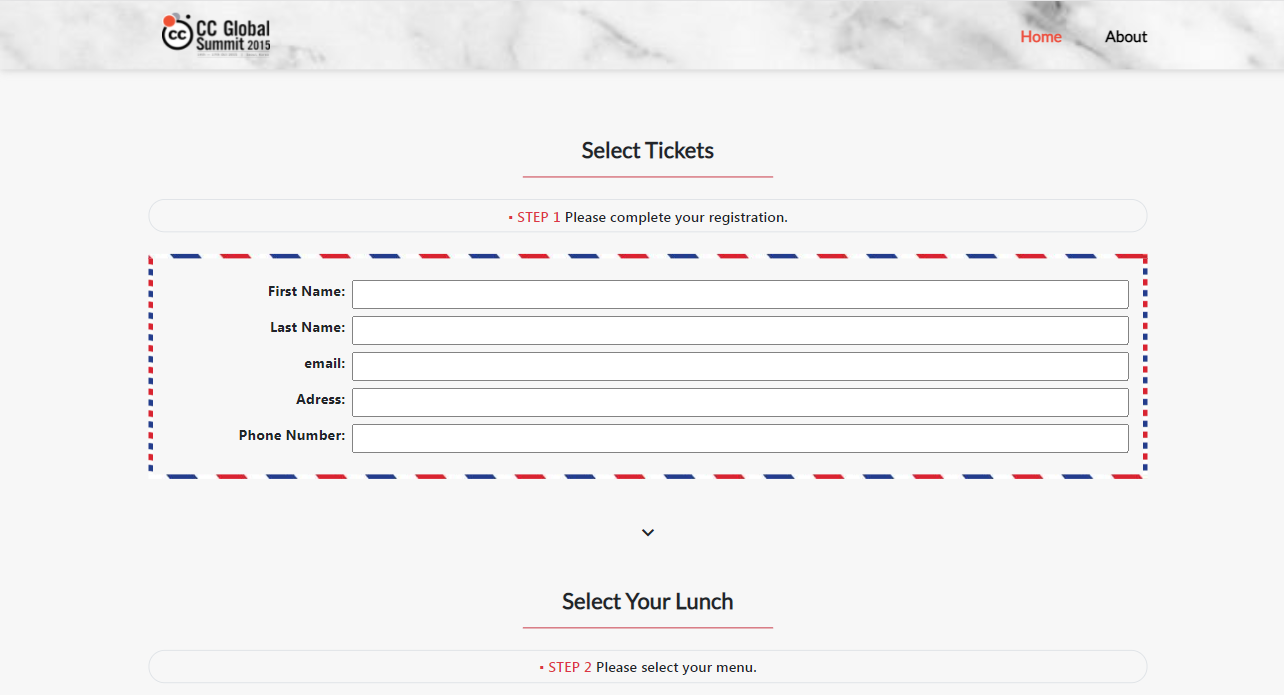 CC Global
Summit 2015
cc
Home
About
Select Tickets
▪ STEP 1 Please complete your registration.
First Name:
Last Name:
email:
Adress:
Phone Number:
Select Your Lunch
▪ STEP 2 Please select your menu.